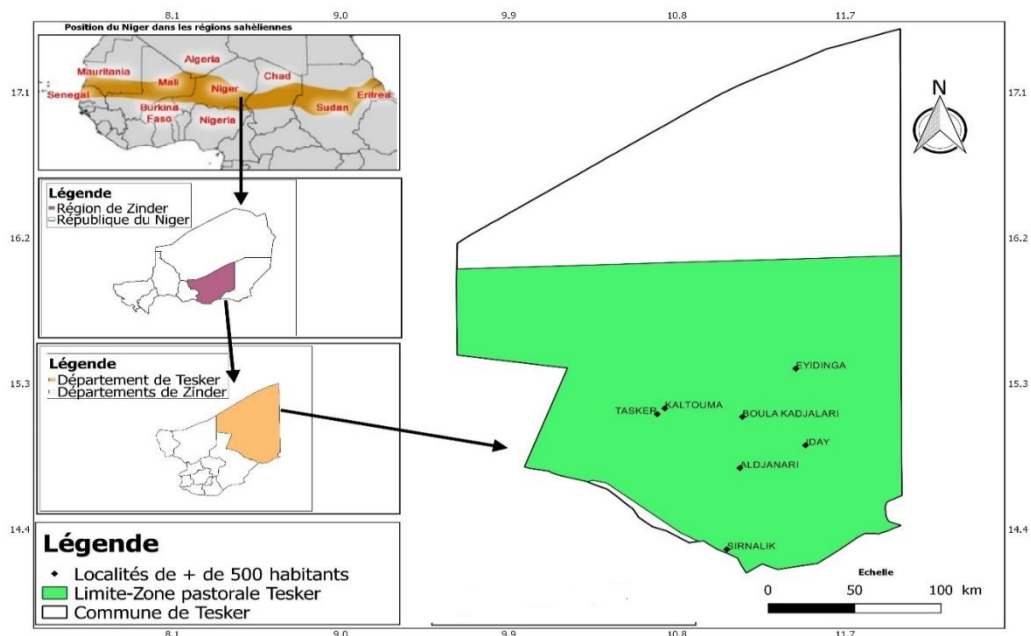 8.1 9.0 9.9 10.8 11.7
Position du Niger dans les régions sahèliennes
Algeria
Mauritania
Mali
Niger
Chad
Senegal
Burkina
Faso
Nigeria
Sudan
Eritrea
17.1
17.1
N
Légende
Région de Zinder
République du Niger
16.2
16.2
Légende
Département de Tesker
Départements de Zinder
15.3
15.3
EYIDINGA
TASKER
KALTOUMA
BOULA KADJALARI
IDAY
ALDJANARI
SIRNALIK
14.4
14.4
Légende
Localités de + de 500 habitants
Limite-Zone pastorale Tesker
Commune de Tesker
Echelle
0 50 100 km
8.1 9.0 9.9 10.8 11.7